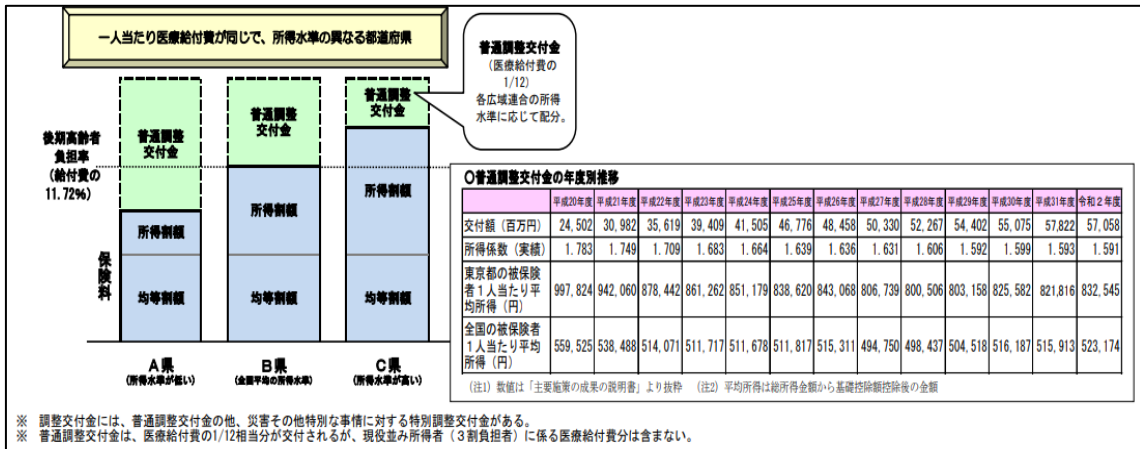 一人当たり医療給付費が同じで、所得水準の異なる都道府県
普通調整交付金
（医療給付費の
1/12）
各広域連合の所得
水準に応じて配分。
後期高齢者
負担率
（給付費の
11.72%）
保険料
普通調整
交付金
所得割額
均等割額
A県
（所得水準が低い）
普通調整
交付金
所得割額
均等割額
B県
（全国平均の所得水準）
普通調整
交付金
所得割額
均等割額
C県
（所得水準が高い）
○普通調整交付金の年度別推移
平成20年度 平成21年度 平成22年度 平成23年度 平成24年度 平成25年度 平成26年度 平成27年度 平成28年度 平成29年度 平成30年度 平成31年度 令和２年度
交付額（百万円） 24,502 30,982 35,619 39,409 41,505 46,776 48,458 50,330 52,267 54,402 55,075 57,822 57,058
所得係数（実績） 1.783 1.749 1.709 1.683 1.664 1.639 1.636 1.631 1.606 1.592 1.599 1.593 1.591
東京都の被保険
者１人当たり平
均所得（円）
997,824 942,060 878,442 861,262 851,179 838,620 843,068 806,739 800,506 803,158 825,582 821,816 832,545
全国の被保険者
１人当たり平均
所得（円）
559,525 538,488 514,071 511,717 511,678 511,817 515,311 494,750 498,437 504,518 516,187 515,913 523,174
（注1）数値は「主要施策の成果の説明書」より抜粋　（注2）平均所得は総所得金額から基礎控除額控除後の金額
※　調整交付金には、普通調整交付金の他、災害その他特別な事情に対する特別調整交付金がある。
※　普通調整交付金は、医療給付費の1/12相当分が交付されるが、現役並み所得者（３割負担者）に係る医療給付費分は含まない。